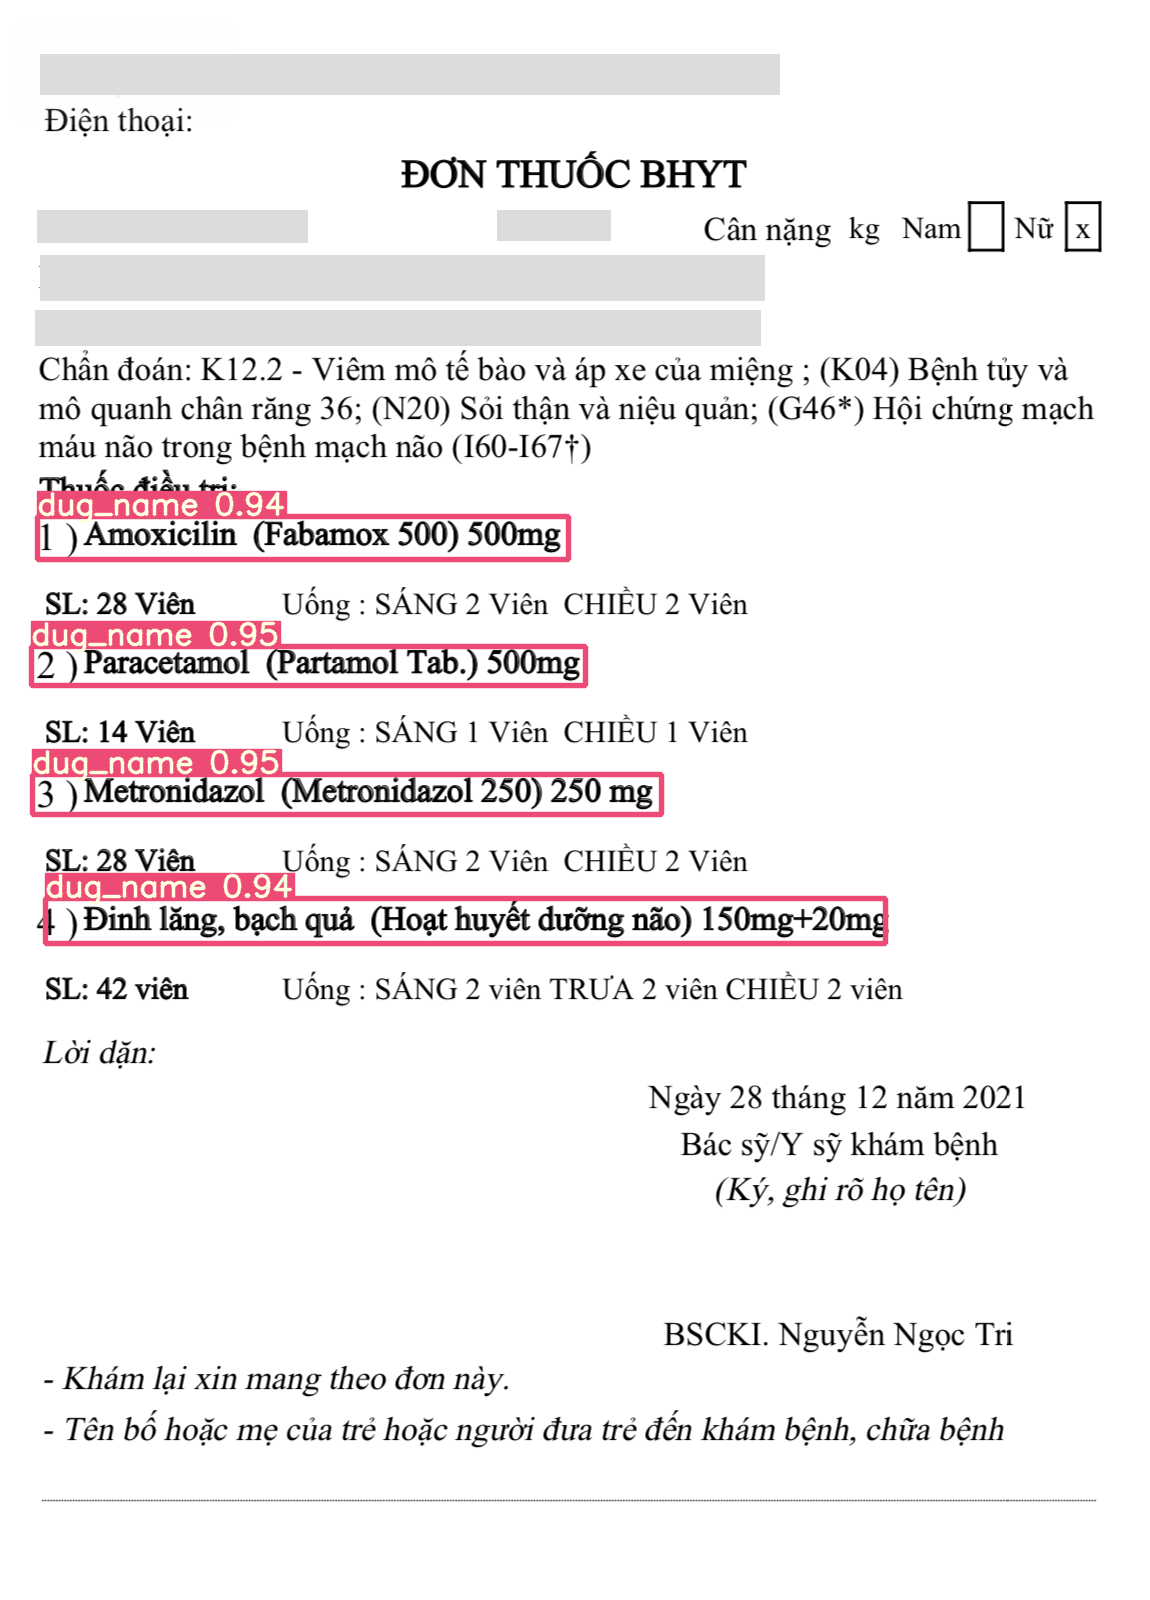 Điện thoại:
ĐƠN THUỐC BHYT
Cân nặng kg Nam Nữ x
Chẩn đoán: K12.2 - Viêm mô tế bào và áp xe của miệng ; (K04) Bệnh tủy và
mô quanh chân răng 36; (N20) Sỏi thận và niệu quản; (G46*) Hội chứng mạch
máu não trong bệnh mạch não (I60-I67†)
Thuốc điều trị:
dug_name 0.94
1 ) Amoxicilin (Fabamox 500) 500mg
SL: 28 Viên Uống : SÁNG 2 Viên CHIỀU 2 Viên
dug_name 0.95
2 ) Paracetamol (Partamol Tab.) 500mg
SL: 14 Viên Uống : SÁNG 1 Viên CHIỀU 1 Viên
dug_name 0.95
3 ) Metronidazol (Metronidazol 250) 250 mg
SL: 28 Viên Uống : SÁNG 2 Viên CHIỀU 2 Viên
dug_name 0.94
4 ) Đinh lăng, bạch quả (Hoạt huyết dưỡng não) 150mg+20mg
SL: 42 viên Uống : SÁNG 2 viên TRƯA 2 viên CHIỀU 2 viên
Lời dặn:
Ngày 28 tháng 12 năm 2021
Bác sỹ/Y sỹ khám bệnh
(Ký, ghi rõ họ tên)
BSCKI. Nguyễn Ngọc Tri
- Khám lại xin mang theo đơn này.
- Tên bố hoặc mẹ của trẻ hoặc người đưa trẻ đến khám bệnh, chữa bệnh